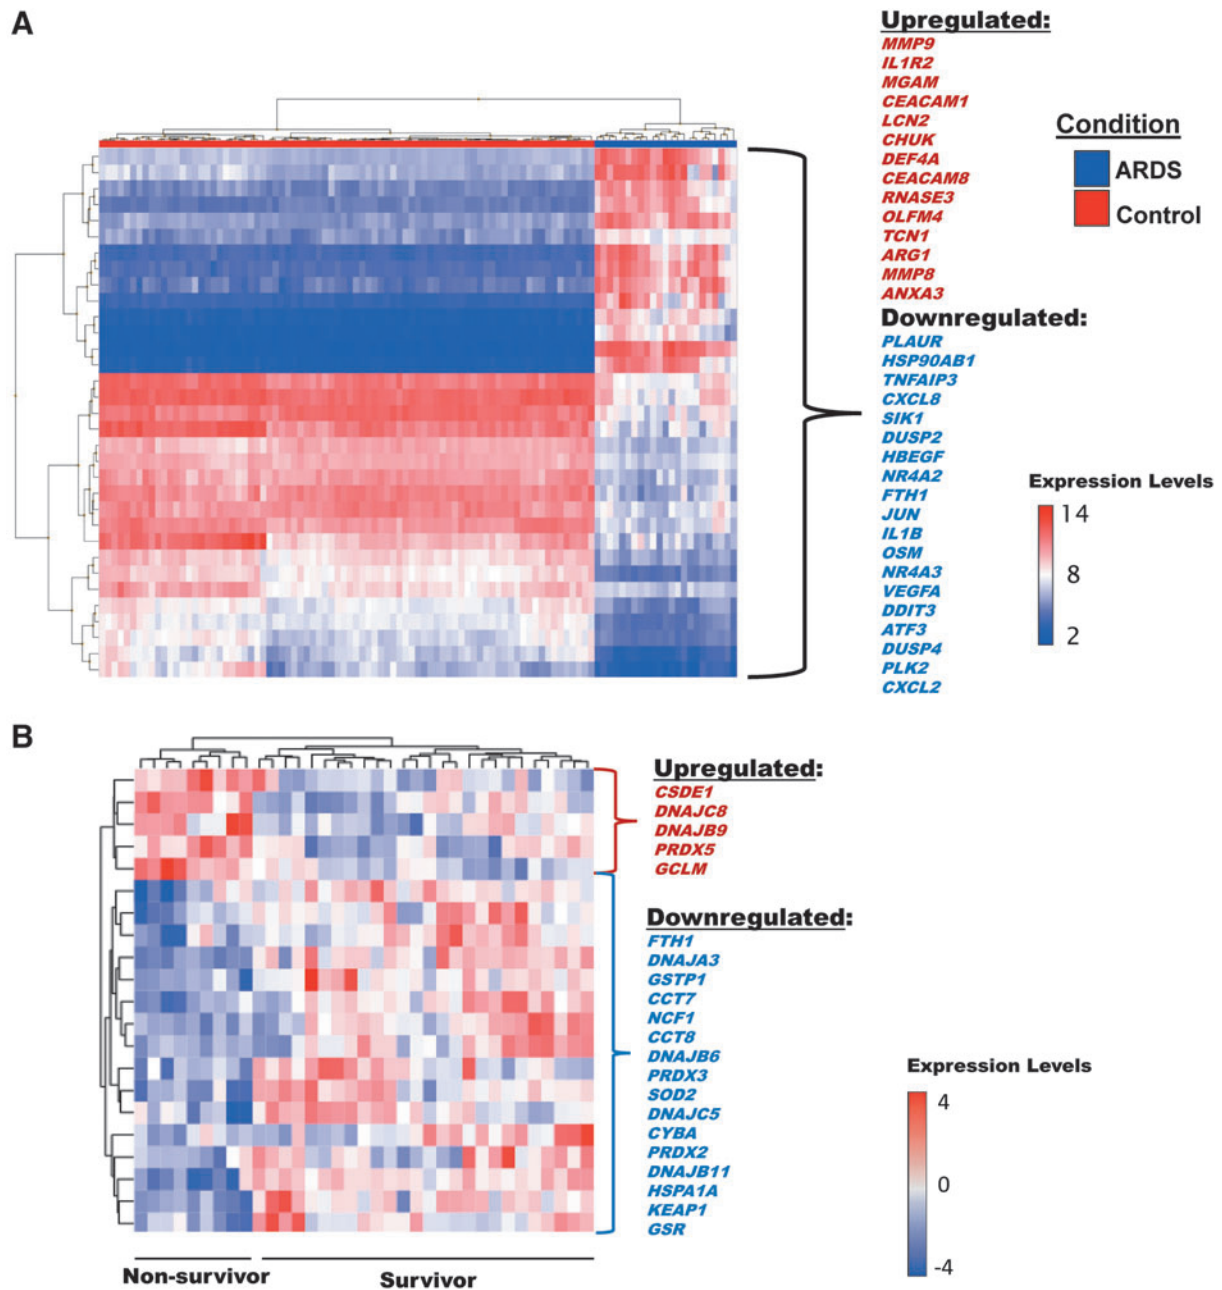 A
Upregulated:
MMP9
IL1R2
MGAM
CEACAM1
LCN2
CHUK
DEF4A
CEACAM8
RNASE3
OLFM4
TCN1
ARG1
MMP8
ANXA3
Condition
ARDS
Control
Downregulated:
PLAUR
HSP90AB1
TNFAIP3
CXCL8
SIK1
DUSP2
HBEGF
NR4A2
FTH1
JUN
IL1B
OSM
NR4A3
VEGFA
DDIT3
ATF3
DUSP4
PLK2
CXCL2
Expression Levels
14
8
2
B
Upregulated:
CSDE1
DNAJC8
DNAJB9
PRDX5
GCLM
Downregulated:
FTH1
DNAJA3
GSTP1
CCT7
NCF1
CCT8
DNAJB6
PRDX3
SOD2
DNAJC5
CYBA
PRDX2
DNAJB11
HSPA1A
KEAP1
GSR
Expression Levels
4
0
-4
Non-survivor
Survivor